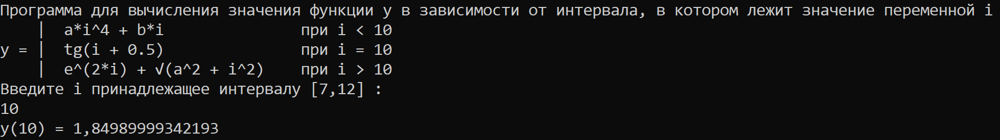 Программа для вычисления значения функции y в зависимости от интервала, в котором лежит значение переменной i
    |  a*i^4 + b*i               при i < 10
y = |  tg(i + 0.5)               при i = 10
    |  e^(2*i) + √(a^2 + i^2)    при i > 10
Введите i принадлежащее интервалу [7,12] :
10
y(10) = 1,84989999342193